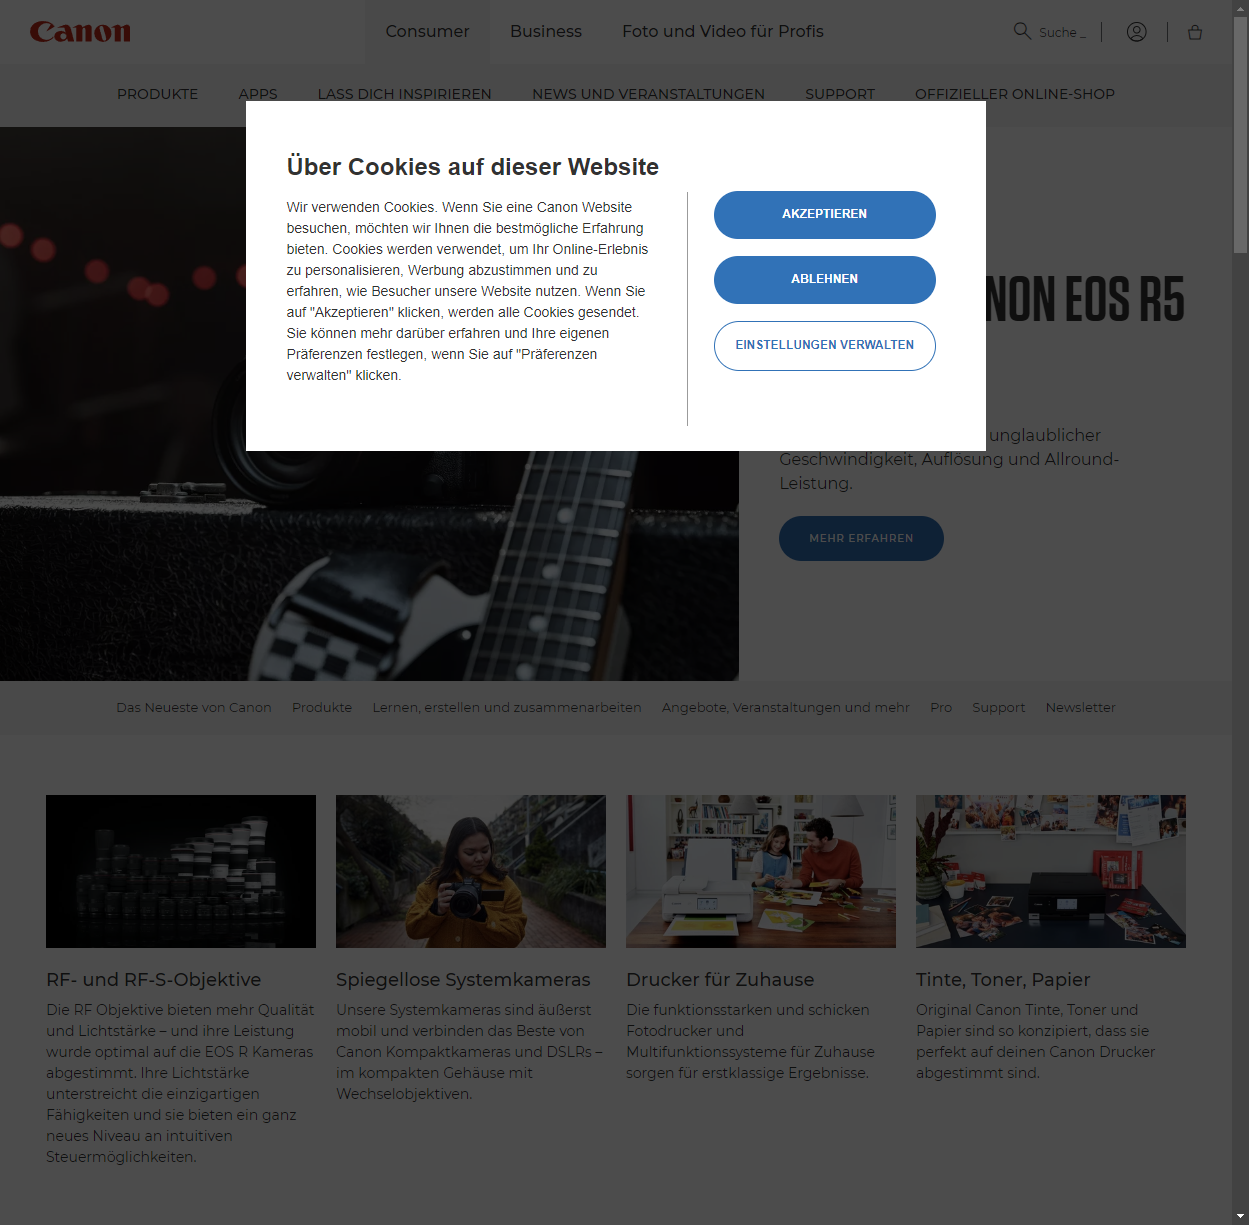 Canon
Consumer
Business
Foto und Video für Profis
Suche _
PRODUKTE
APPS
LASS DICH INSPIRIEREN
NEWS UND VERANSTALTUNGEN
SUPPORT
OFFIZIELLER ONLINE-SHOP
Über Cookies auf dieser Website
Wir verwenden Cookies. Wenn Sie eine Canon Website
besuchen, möchten wir Ihnen die bestmögliche Erfahrung
bieten. Cookies werden verwendet, um Ihr Online-Erlebnis
zu personalisieren, Werbung abzustimmen und zu
erfahren, wie Besucher unsere Website nutzen. Wenn Sie
auf "Akzeptieren" klicken, werden alle Cookies gesendet.
Sie können mehr darüber erfahren und Ihre eigenen
Präferenzen festlegen, wenn Sie auf "Präferenzen
verwalten" klicken.
AKZEPTIEREN
ABLEHNEN
EINSTELLUNGEN VERWALTEN
NON EOS R5
unglaublicher
Geschwindigkeit, Auflösung und Allround-
Leistung.
MEHR ERFAHREN
Das Neueste von Canon
Produkte
Lernen, erstellen und zusammenarbeiten
Angebote, Veranstaltungen und mehr
Pro
Support
Newsletter
RF- und RF-S-Objektive
Die RF Objektive bieten mehr Qualität
und Lichtstärke – und ihre Leistung
wurde optimal auf die EOS R Kameras
abgestimmt. Ihre Lichtstärke
unterstreicht die einzigartigen
Fähigkeiten und sie bieten ein ganz
neues Niveau an intuitiven
Steuermöglichkeiten.
Spiegellose Systemkameras
Unsere Systemkameras sind äußerst
mobil und verbinden das Beste von
Canon Kompaktkameras und DSLRs –
im kompakten Gehäuse mit
Wechselobjektiven.
Drucker für Zuhause
Die funktionsstarken und schicken
Fotodrucker und
Multifunktionssysteme für Zuhause
sorgen für erstklassige Ergebnisse.
Tinte, Toner, Papier
Original Canon Tinte, Toner und
Papier sind so konzipiert, dass sie
perfekt auf deinen Canon Drucker
abgestimmt sind.